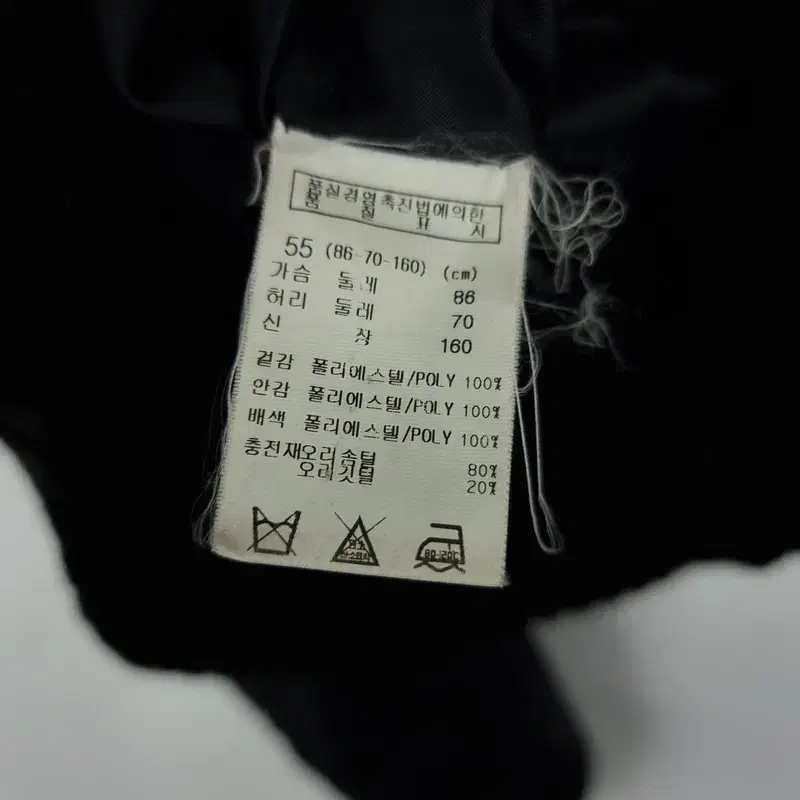 품질경영촉진법에의한
품질표시
55 (86-70-160) (cm)
가슴 둘레 86
허리 둘레 70
신 장 160
겉감 폴리에스텔/POLY 100%
안감 폴리에스텔/POLY 100%
배색 폴리에스텔/POLY 100%
충전재오리솜털 80%
오리깃털 20%